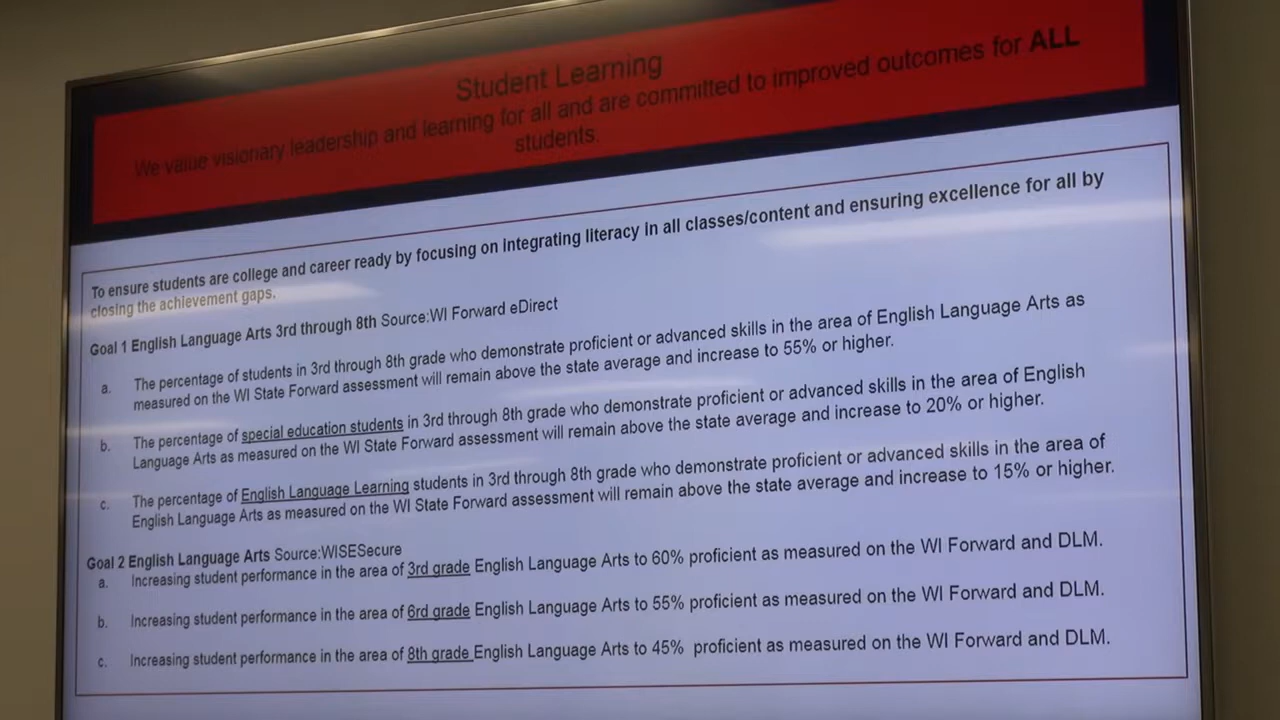 Student Learning
We value visionary leadership and learning for all and are committed to improved outcomes for ALL
students.
To ensure students are college and career ready by focusing on integrating literacy in all classes/content and ensuring excellence for all by
closing the achievement gaps.
Goal 1 English Language Arts 3rd through 8th Source:WI Forward eDirect
a. The percentage of students in 3rd through 8th grade who demonstrate proficient or advanced skills in the area of English Language Arts as
measured on the WI State Forward assessment will remain above the state average and increase to 55% or higher.
b. The percentage of special education students in 3rd through 8th grade who demonstrate proficient or advanced skills in the area of English
Language Arts as measured on the WI State Forward assessment will remain above the state average and increase to 20% or higher.
c. The percentage of English Language Learning students in 3rd through 8th grade who demonstrate proficient or advanced skills in the area of
English Language Arts as measured on the WI State Forward assessment will remain above the state average and increase to 15% or higher.
Goal 2 English Language Arts Source:WISESecure
a. Increasing student performance in the area of 3rd grade English Language Arts to 60% proficient as measured on the WI Forward and DLM.
b. Increasing student performance in the area of 6rd grade English Language Arts to 55% proficient as measured on the WI Forward and DLM.
c. Increasing student performance in the area of 8th grade English Language Arts to 45% proficient as measured on the WI Forward and DLM.